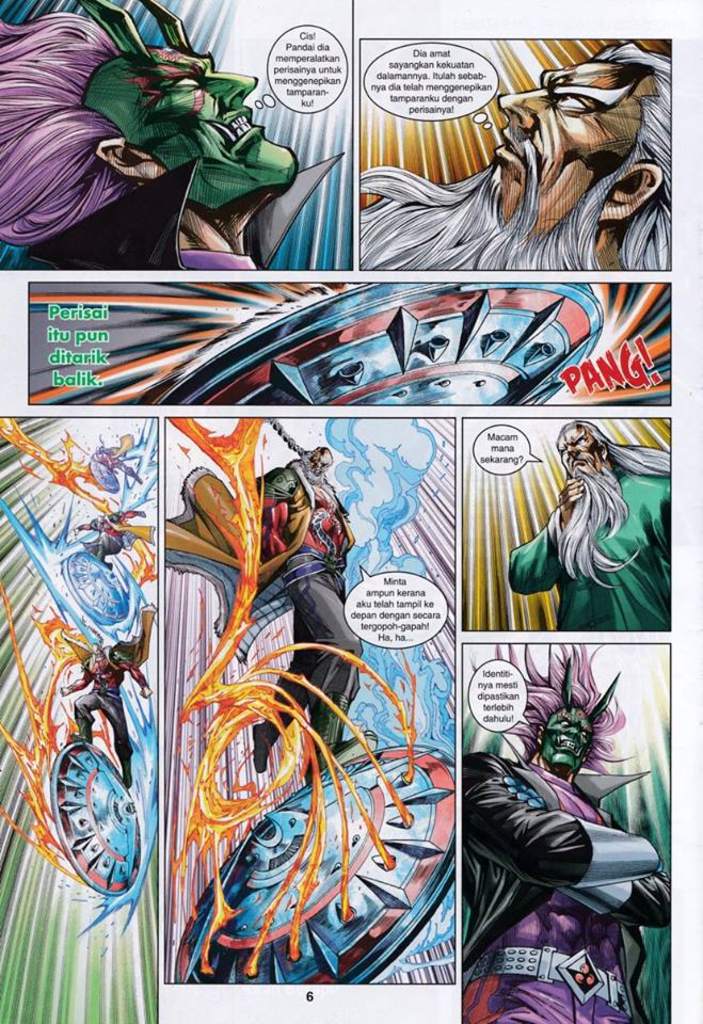 Cis!
Pandai dia
memperalatkan
perisainya untuk
menggenepikan
tamparan-
ku!
Dia amat
sayangkan kekuatan
dalamannya. Itulah sebab-
nya dia telah menggenepikan
tamparanku dengan
perisainya!
Perisai
itu pun
ditarik
balik.
PANG!
Minta
ampun kerana
aku telah tampil ke
depan dengan secara
tergopoh-gapah!
Ha, ha...
Macam
mana
sekarang?
Identiti-
nya mesti
dipastikan
terlebih
dahulu!
6